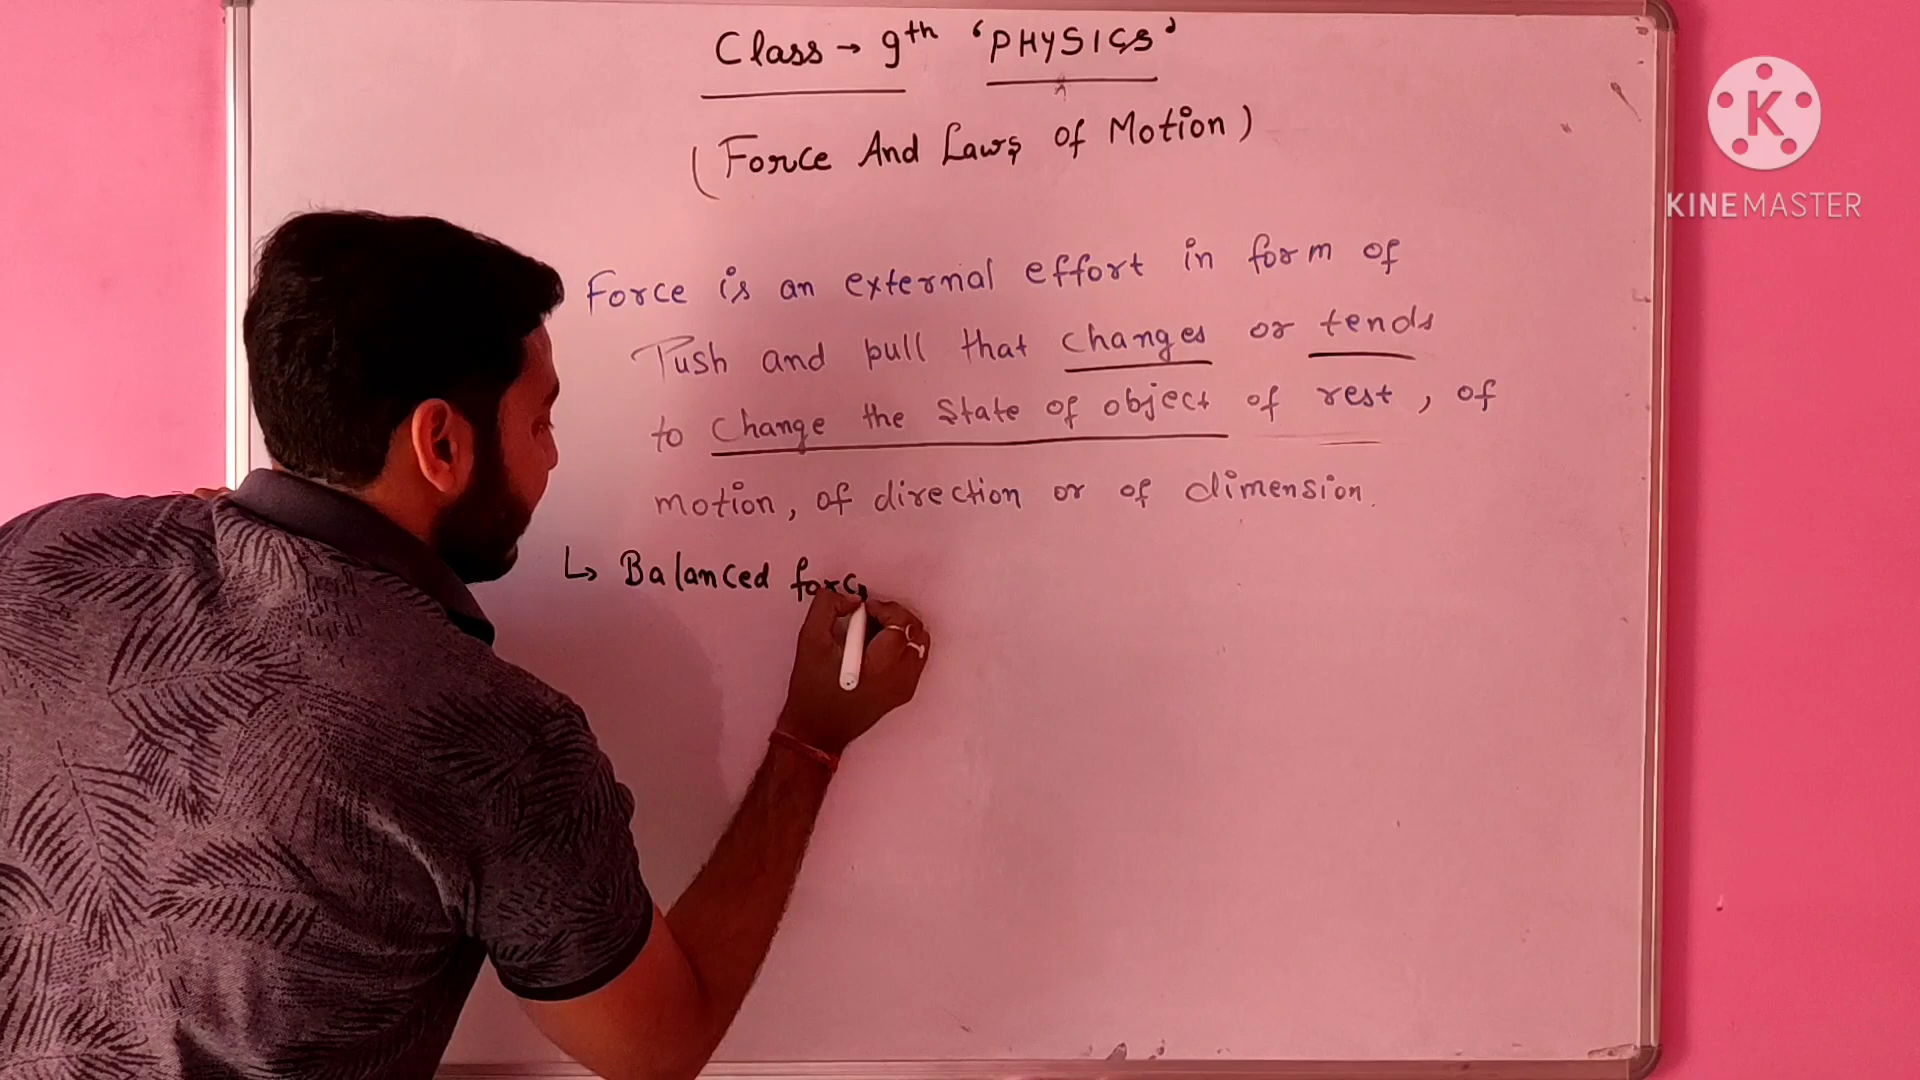 Class → 9th 'PHYSICS'
(Force And Laws of Motion)
K
KINEMASTER
Force is an external effort in form of
Push and pull that changes or tends
to change the State of object of rest, of
motion, of direction or of dimension.
↳ Balanced force